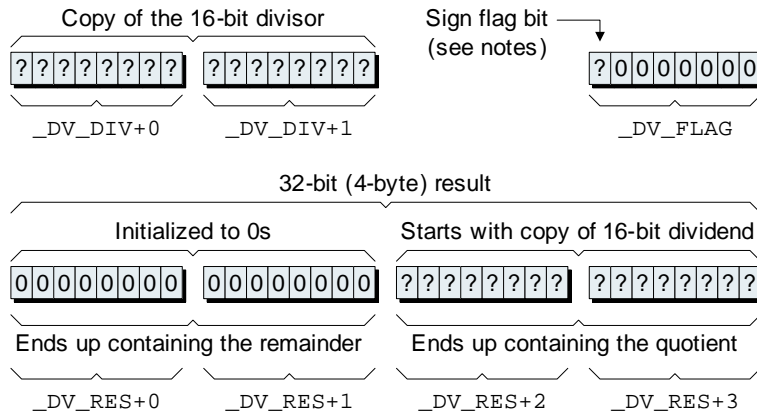 Copy of the 16-bit divisor
Sign flag bit
(see notes)
? ? ? ? ? ? ? ? ? ? ? ? ? ? ? ? ? 0 0 0 0 0 0 0
_DV_DIV+0 _DV_DIV+1 _DV_FLAG
32-bit (4-byte) result
Initialized to 0s Starts with copy of 16-bit dividend
0 0 0 0 0 0 0 0 0 0 0 0 0 0 0 0 ? ? ? ? ? ? ? ? ? ? ? ? ? ? ? ?
Ends up containing the remainder Ends up containing the quotient
_DV_RES+0 _DV_RES+1 _DV_RES+2 _DV_RES+3